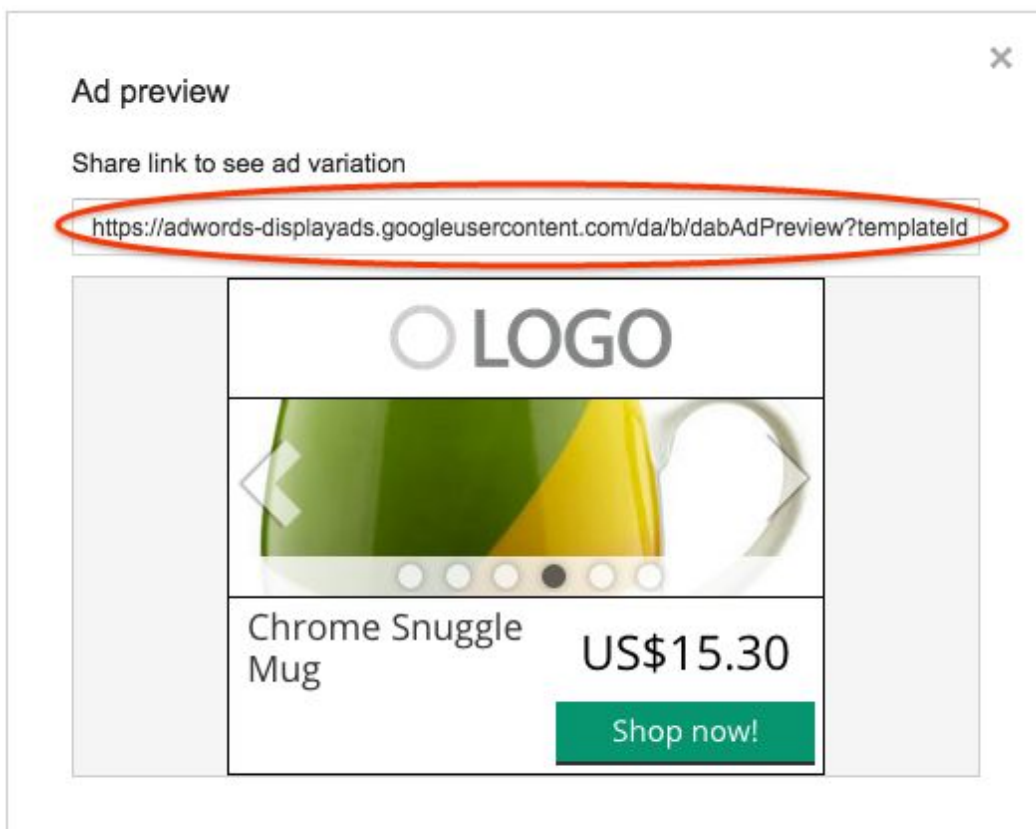 Ad preview
Share link to see ad variation
https://adwords-displayads.googleusercontent.com/da/b/dabAdPreview?templateId
LOGO
Chrome Snuggle
Mug
US$15.30
Shop now!